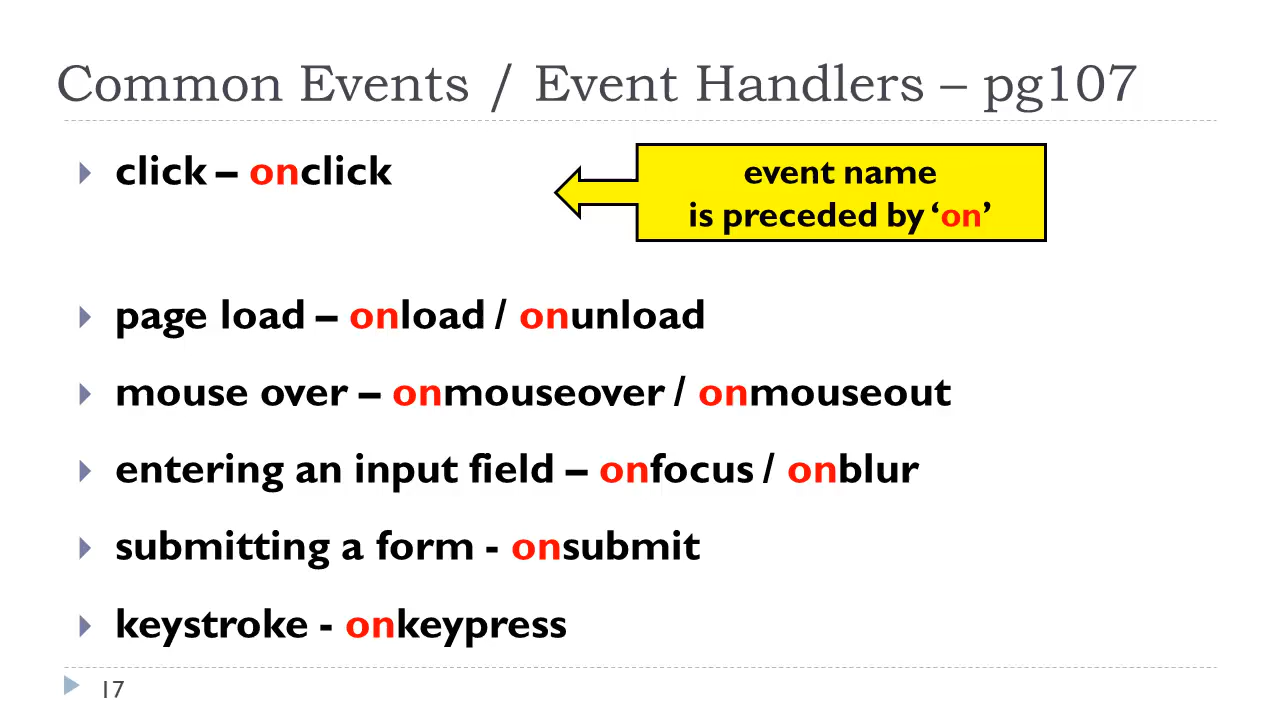 Common Events / Event Handlers – pg107
click – onclick
event name
is preceded by ‘on’
page load – onload / onunload
mouse over – onmouseover / onmouseout
entering an input field – onfocus / onblur
submitting a form - onsubmit
keystroke - onkeypress
17